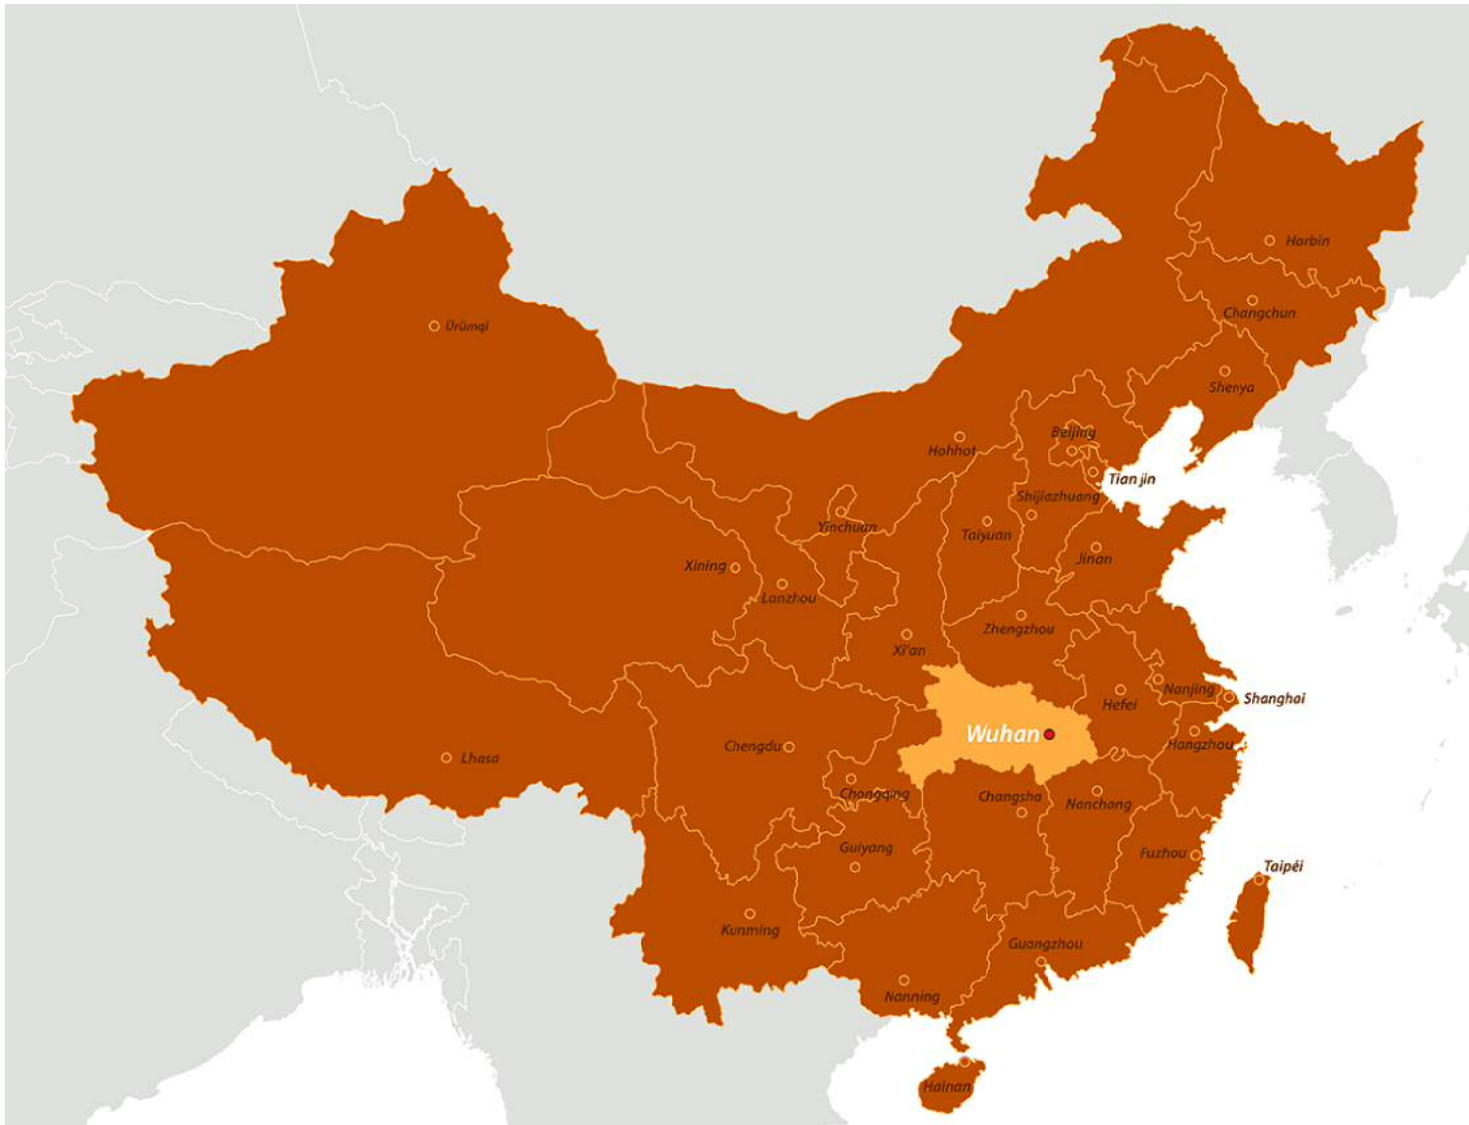 Harbin
Changchun
Ürümqi
Shenya
Beijing
Hohhot
Tian jin
Shijiazhuang
Yinchuan
Taiyuan
Jinan
Xining
Lanzhou
Zhengzhou
Xi'an
Nanjing
Shanghai
Hefei
Wuhan
Hangzhou
Chengdu
Lhasa
Chongqing
Changsha
Nanchang
Guiyang
Fuzhou
Taipéi
Kunming
Guangzhou
Nanning
Hainan